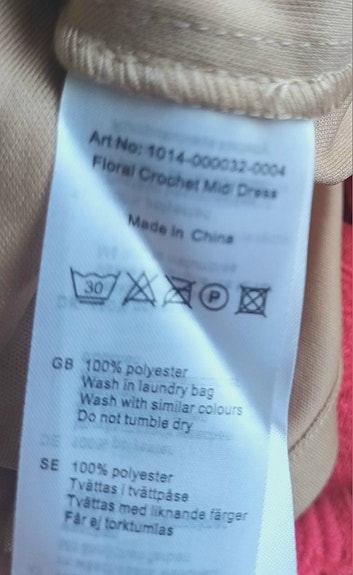 Art No: 1014-000032-0004
Floral Crochet Midi Dress
Made in China
30 P
GB 100% polyester
Wash in laundry bag
Wash with similar colours
Do not tumble dry
SE 100% polyester
Tvättas i tvättpåse
Tvättas med liknande färger
Får ej torktumlas